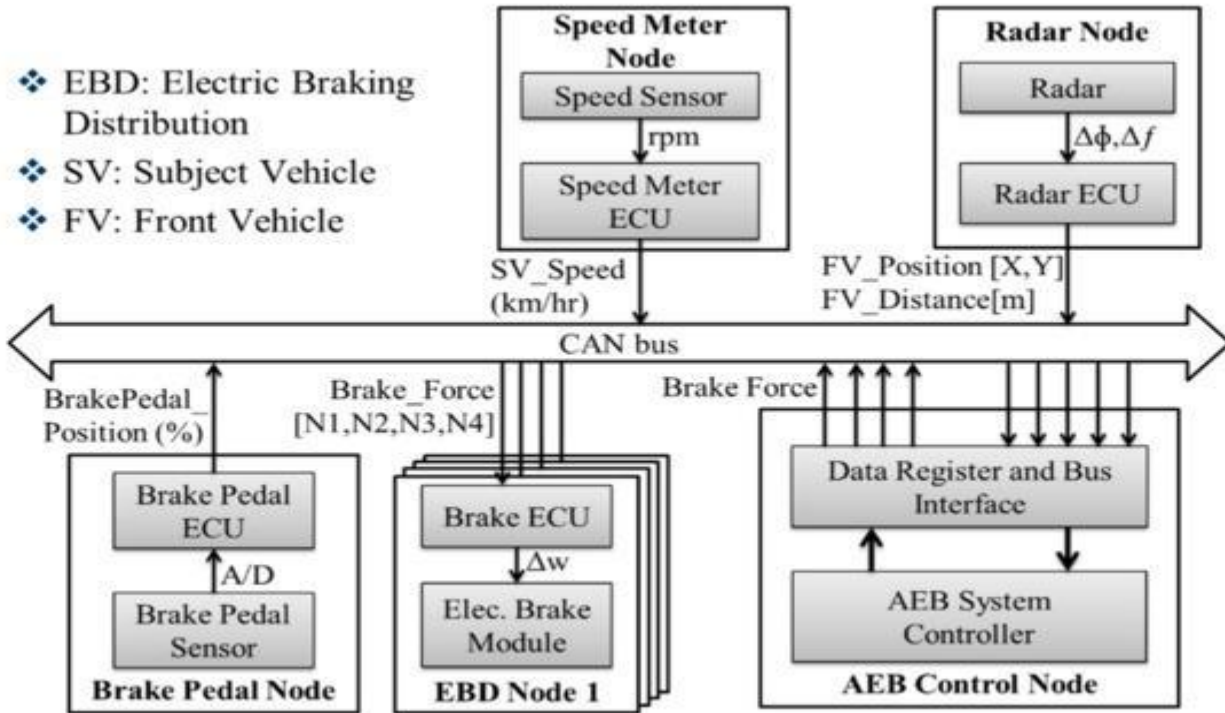 ❖ EBD: Electric Braking
Distribution
❖ SV: Subject Vehicle
❖ FV: Front Vehicle
Speed Meter
Node
Speed Sensor
rpm
Speed Meter
ECU
SV_Speed
(km/hr)
Radar Node
Radar
Δϕ,Δf
Radar ECU
FV_Position [X,Y]
FV_Distance[m]
CAN bus
BrakePedal_
Position (%)
Brake Pedal
ECU
A/D
Brake Pedal
Sensor
Brake Pedal Node
Brake_Force
[N1,N2,N3,N4]
Brake ECU
Δw
Elec. Brake
Module
EBD Node 1
Brake Force
Data Register and Bus
Interface
AEB System
Controller
AEB Control Node